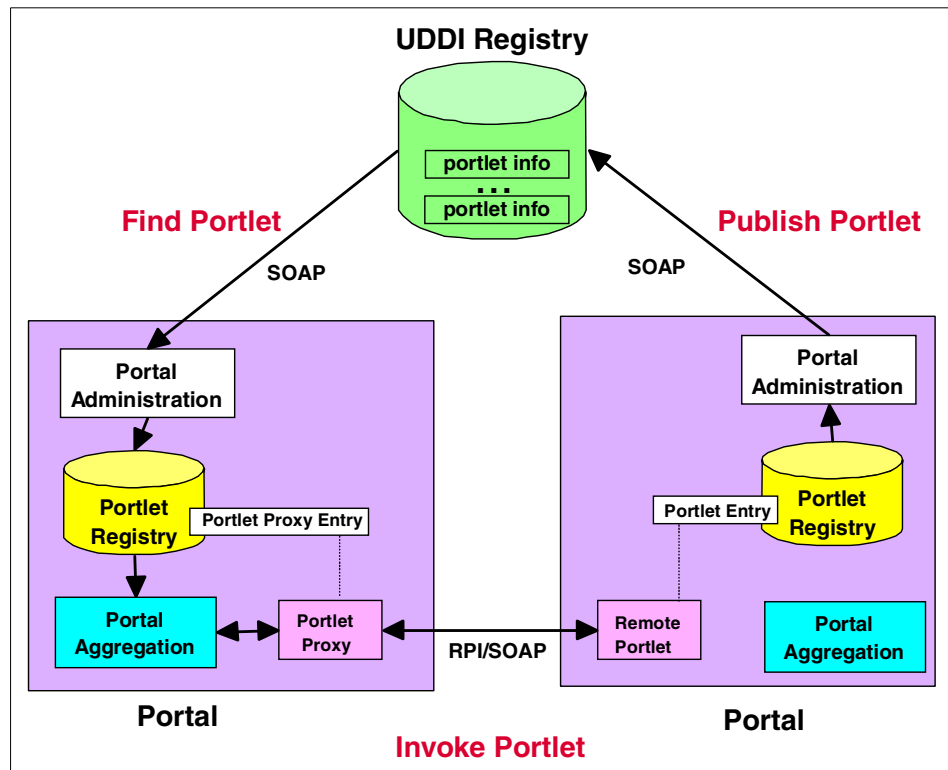 UDDI Registry
portlet info
...
portlet info
Find Portlet
Publish Portlet
SOAP
SOAP
Portal
Administration
Portlet
Registry
Portlet Proxy Entry
Portal
Aggregation
Portlet
Proxy
Portal
RPI/SOAP
Portal
Administration
Portlet
Registry
Portlet Entry
Remote
Portlet
Portal
Aggregation
Portal
Invoke Portlet